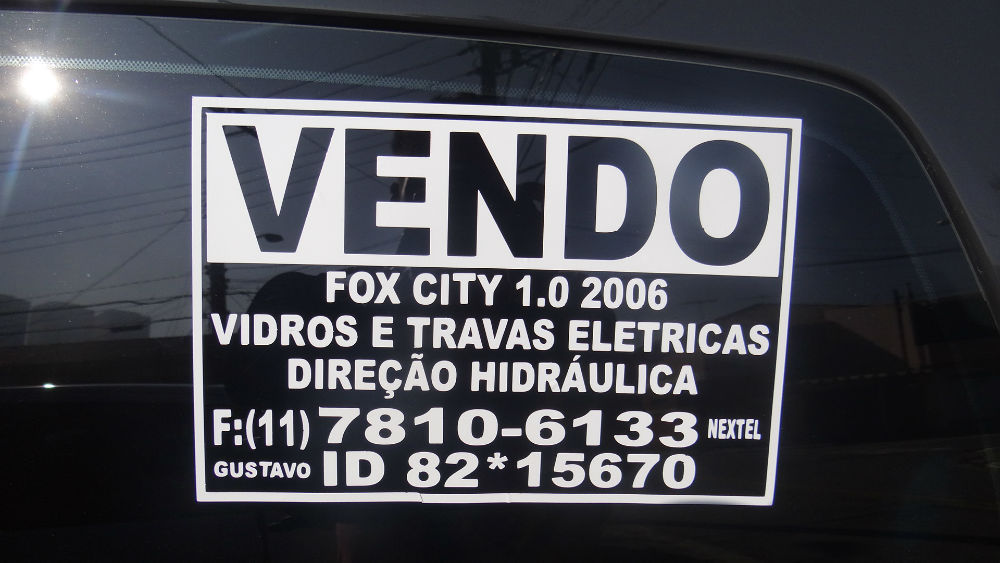 VENDO
FOX CITY 1.0 2006
VIDROS E TRAVAS ELETRICAS
DIREÇÃO HIDRÁULICA
F:(11) 7810-6133 NEXTEL
GUSTAVO ID 82*15670